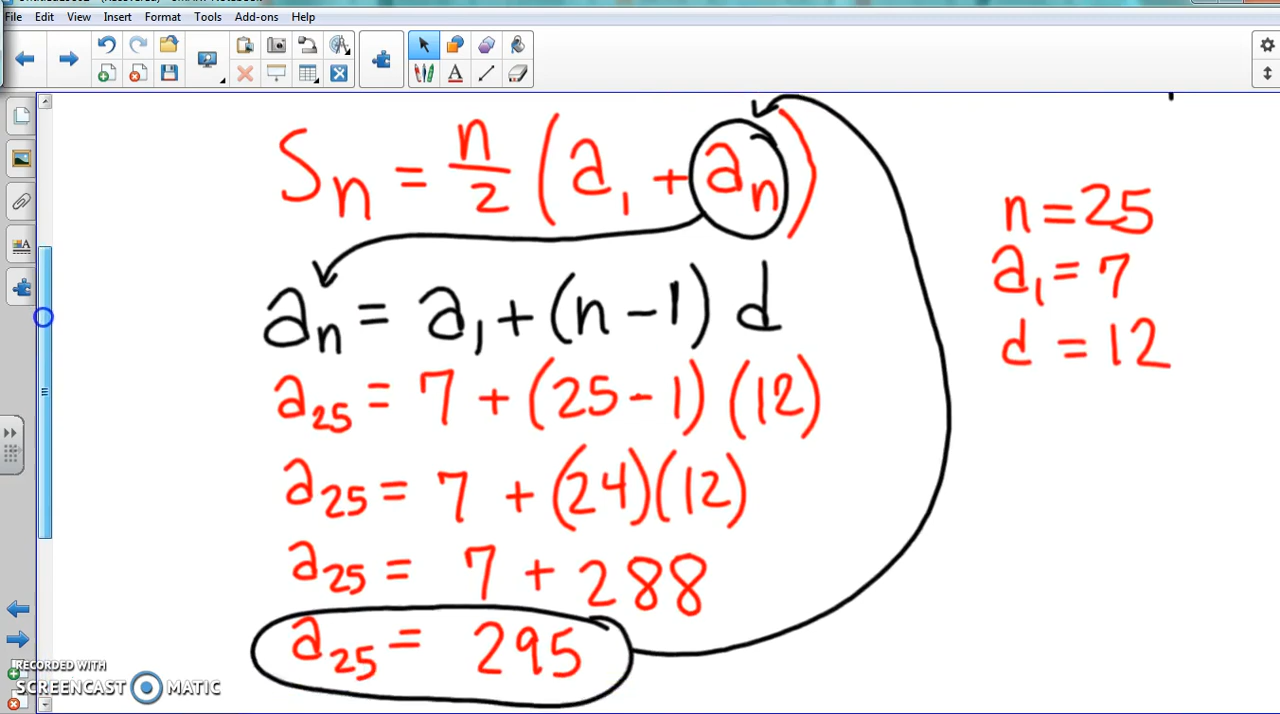 File Edit View Insert Format Tools Add-ons Help
Sn = n/2 (a₁ + an)
n = 25
a₁ = 7
d = 12
an = a₁ + (n - 1) d
a₂₅ = 7 + (25 - 1) (12)
a₂₅ = 7 + (24)(12)
a₂₅ = 7 + 288
a₂₅ = 295
RECORDED WITH
SCREENCAST MATIC